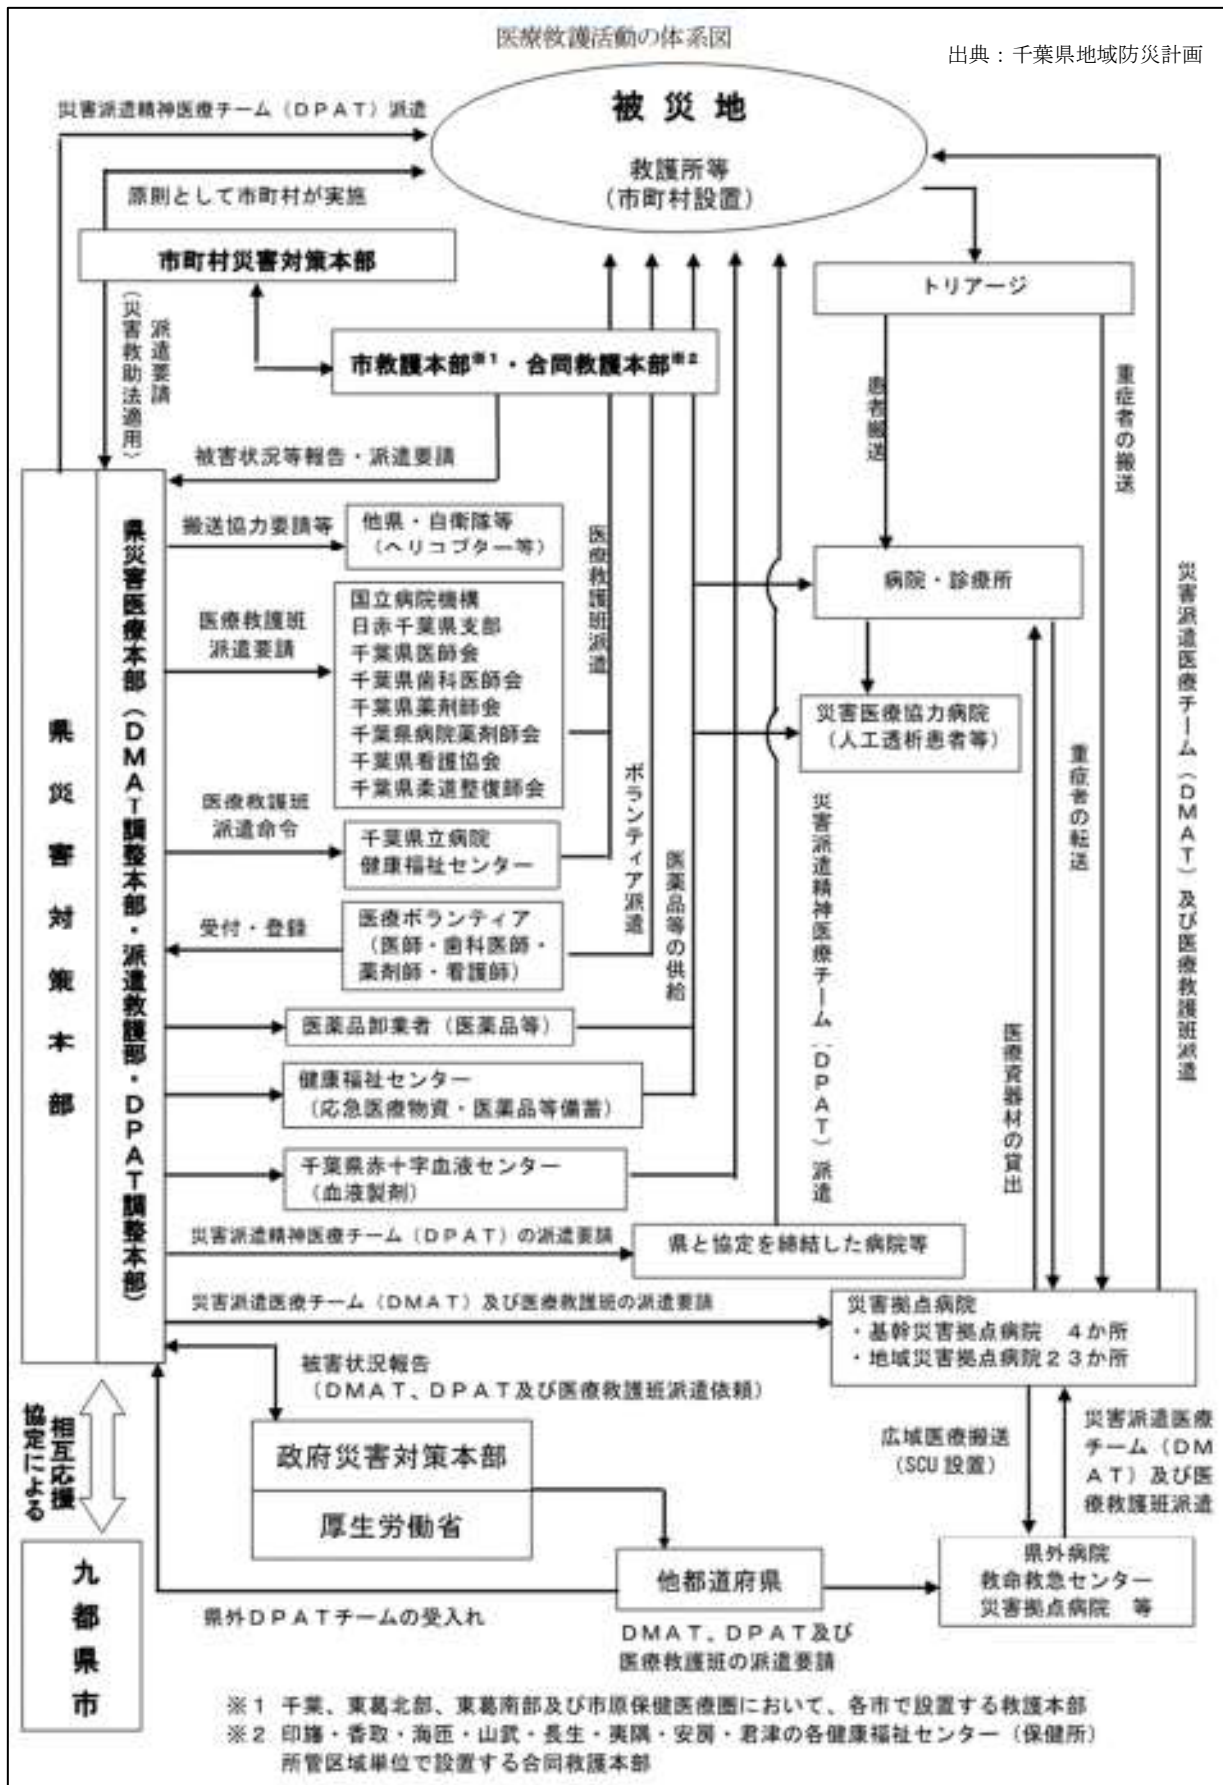 医療救護活動の体系図
出典：千葉県地域防災計画
災害派遣精神医療チーム（ＤＰＡＴ）派遣
被災地
救護所等
（市町村設置）
原則として市町村が実施
市町村災害対策本部
トリアージ
派遣要請
（災害救助法適用）
市救護本部※1・合同救護本部※2
患者搬送
重症者の搬送
被害状況等報告・派遣要請
県災害対策本部
県災害医療本部（ＤＭＡＴ調整本部・派遣救護部・ＤＰＡＴ調整本部）
搬送協力要請等
他県・自衛隊等
（ヘリコプター等）
医療救護班派遣
病院・診療所
災害派遣医療チーム（ＤＭＡＴ）及び医療救護班派遣
医療救護班
派遣要請
国立病院機構
日赤千葉県支部
千葉県医師会
千葉県歯科医師会
千葉県薬剤師会
千葉県病院薬剤師会
千葉県看護協会
千葉県柔道整復師会
災害医療協力病院
（人工透析患者等）
重症者の転送
医療救護班
派遣命令
千葉県立病院
健康福祉センター
ボランティア派遣
医薬品等の供給
災害派遣精神医療チーム（ＤＰＡＴ）派遣
受付・登録
医療ボランティア
（医師・歯科医師・
薬剤師・看護師）
医薬品卸業者（医薬品等）
医療資器材の貸出
健康福祉センター
（応急医療物資・医薬品等備蓄）
千葉県赤十字血液センター
（血液製剤）
災害派遣精神医療チーム（ＤＰＡＴ）の派遣要請
県と協定を締結した病院等
災害派遣医療チーム（ＤＭＡＴ）及び医療救護班の派遣要請
災害拠点病院
・基幹災害拠点病院　４か所
・地域災害拠点病院２３か所
被害状況報告
（ＤＭＡＴ、ＤＰＡＴ及び医療救護班派遣依頼）
相互応援
協定による
政府災害対策本部
厚生労働省
広域医療搬送
（SCU 設置）
災害派遣医療
チーム（ＤＭ
ＡＴ）及び医
療救護班派遣
九都県市
他都道府県
県外病院
救命救急センター
災害拠点病院　等
県外ＤＰＡＴチームの受入れ
ＤＭＡＴ、ＤＰＡＴ及び
医療救護班の派遣要請
※１ 千葉、東葛北部、東葛南部及び市原保健医療圏において、各市で設置する救護本部
※２ 印旛・香取・海匝・山武・長生・夷隅・安房・君津の各健康福祉センター（保健所）
所管区域単位で設置する合同救護本部